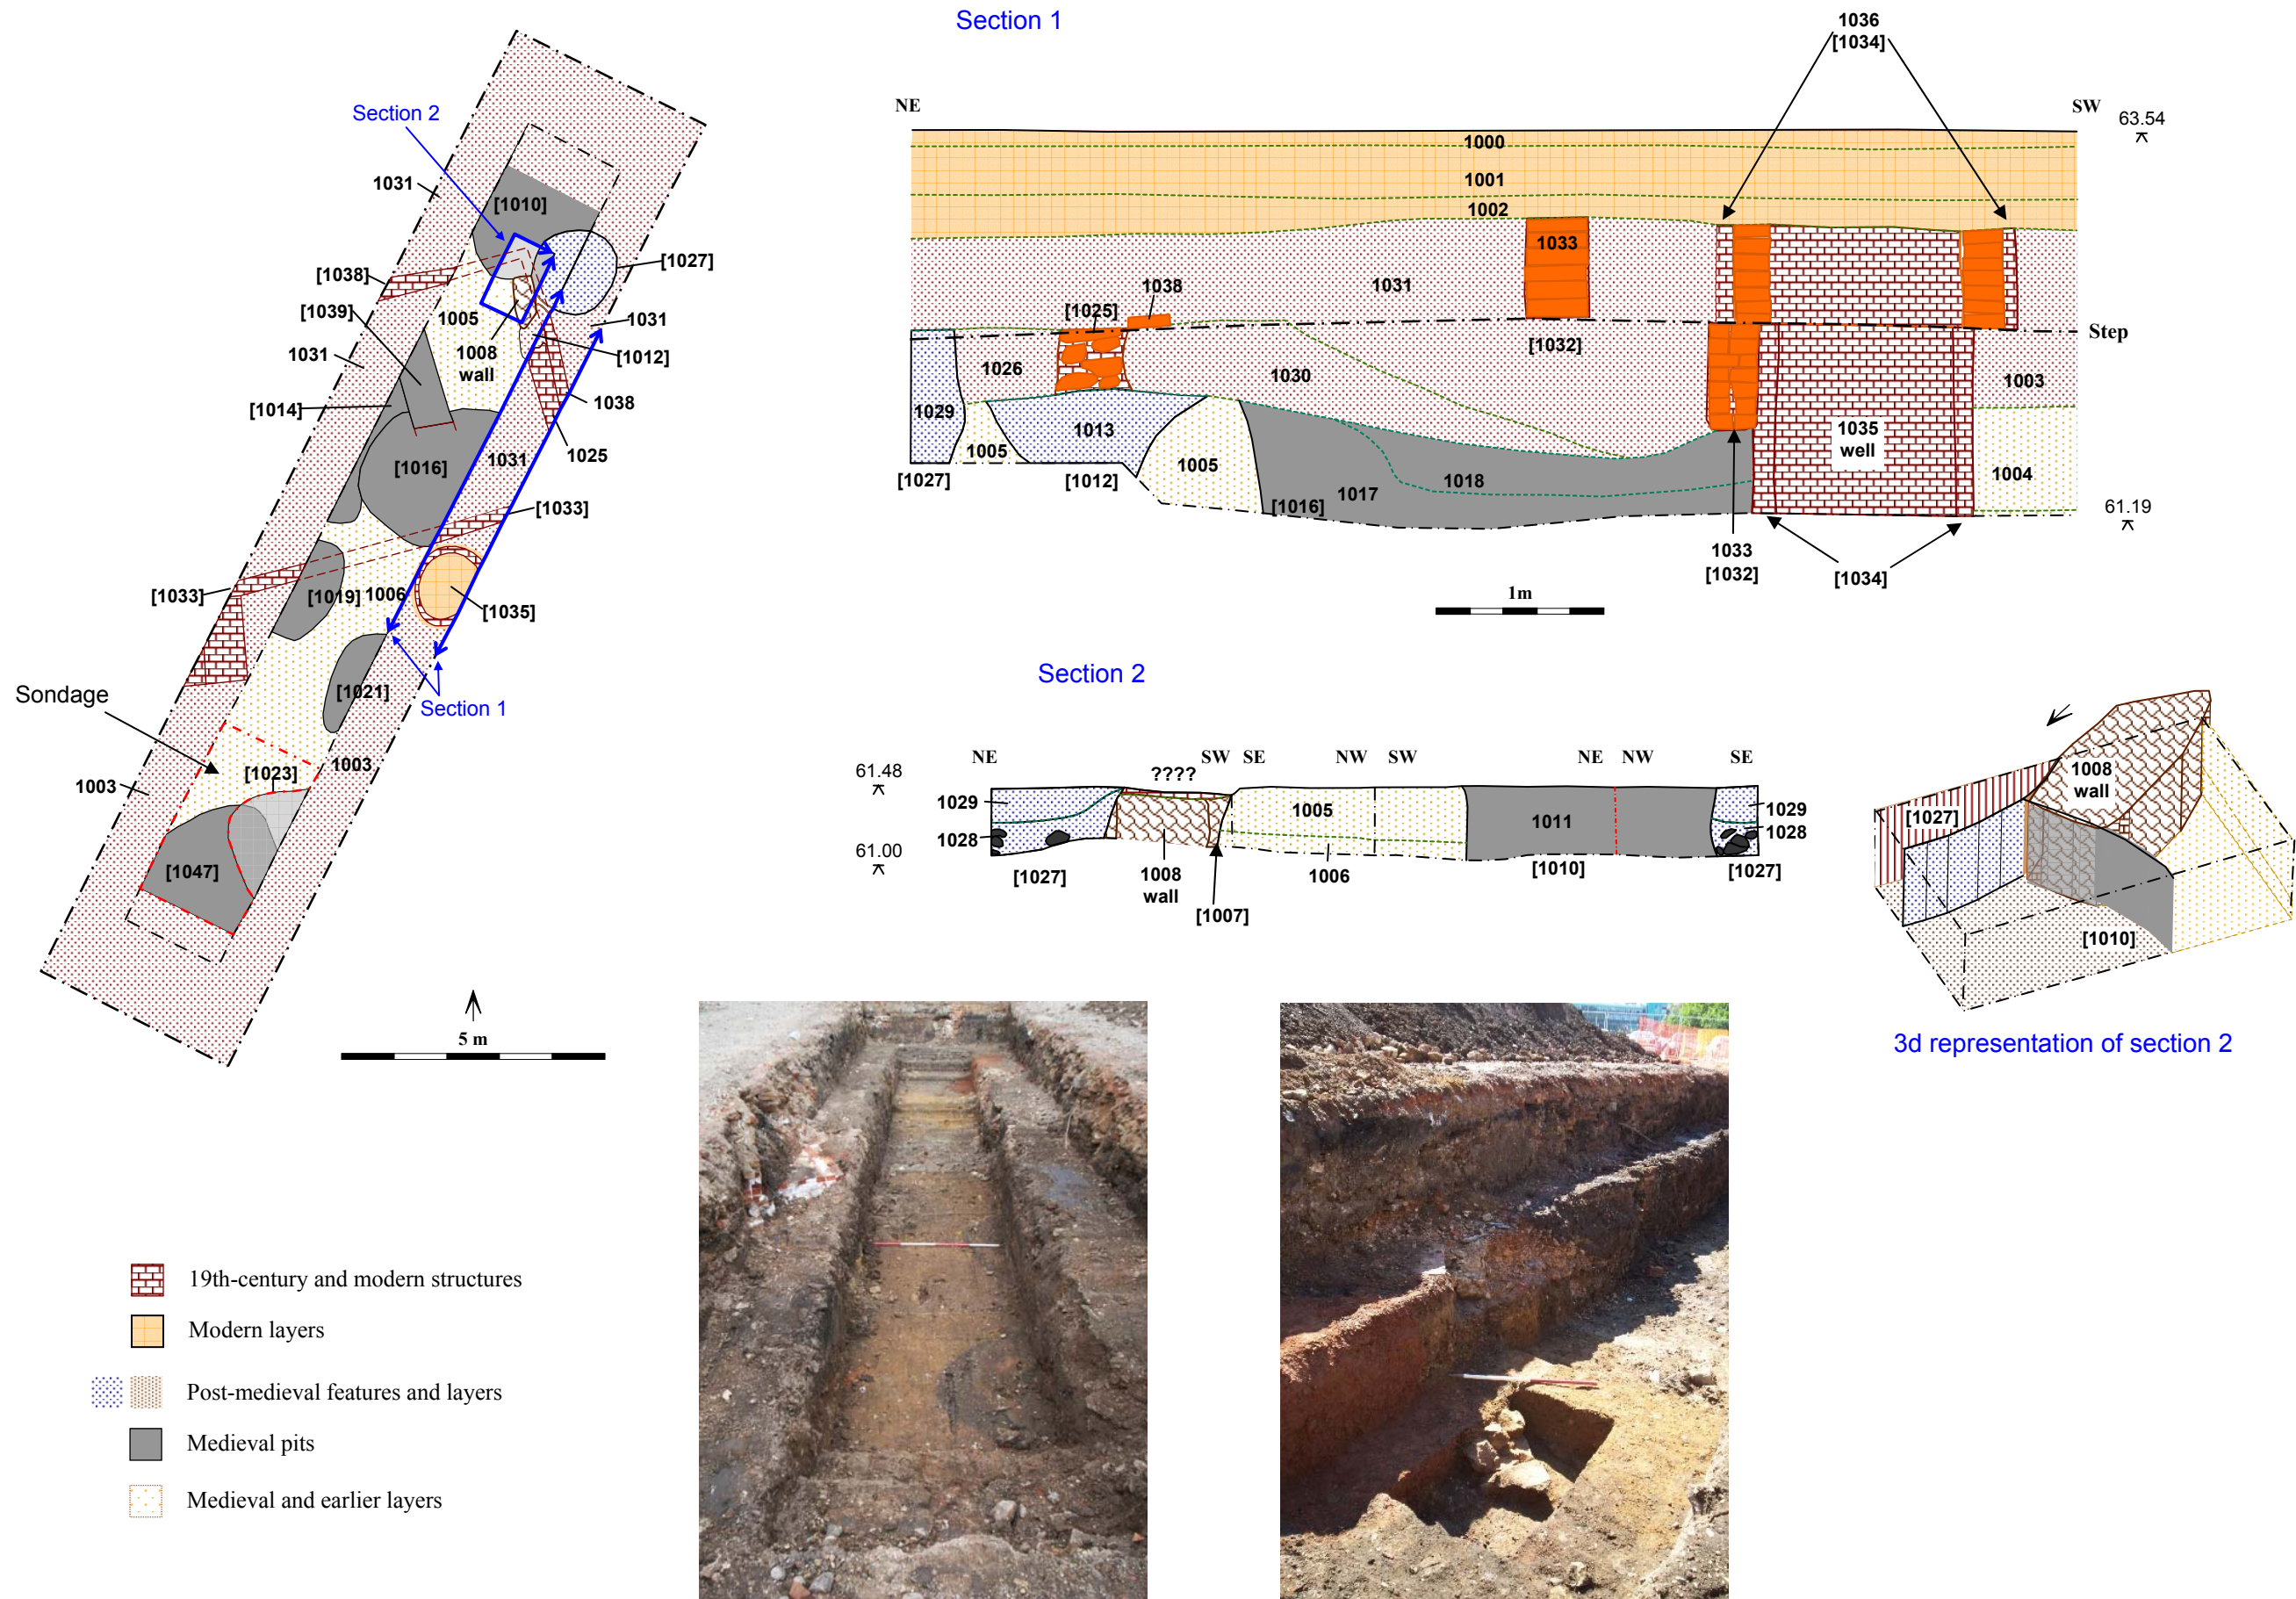 Section 1
1036
[1034]
NE
SW
63.54
1000
1001
1002
1033
1031
1038
[1025]
Step
[1032]
1026
1030
1003
1029
1013
1005
1005
1035
well
1004
[1027]
[1012]
[1016]
1017
1018
61.19
1033
[1032]
[1034]
1m
Section 2
1031
[1010]
[1027]
[1038]
[1039]
1005
1031
1008
wall
[1012]
1031
[1014]
1038
1025
[1016]
1031
[1033]
[1033]
[1019]
1006
[1035]
[1021]
Section 1
Sondage
1003
[1023]
1003
[1047]
5 m
Section 2
NE
SW
SE
NW
SW
NE
NW
SE
61.48
????
1029
1028
1005
1011
1029
1028
61.00
[1027]
1008
wall
1006
[1010]
[1027]
[1007]
1008
wall
[1027]
[1010]
3d representation of section 2
19th-century and modern structures
Modern layers
Post-medieval features and layers
Medieval pits
Medieval and earlier layers